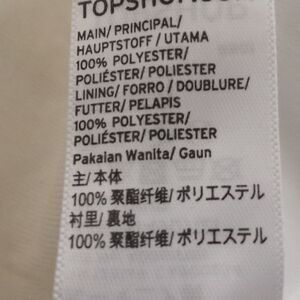 MAIN/ PRINCIPAL/
HAUPTSTOFF/ UTAMA
100% POLYESTER/
POLIÉSTER/ POLIESTER
LINING/ FORRO/ DOUBLURE/
FUTTER/ PELAPIS
100% POLYESTER/
POLIÉSTER/ POLIESTER
Pakaian Wanita/ Gaun
主/本体
100% 聚酯纤维/ポリエステル
衬里/裏地
100% 聚酯纤维/ポリエステル